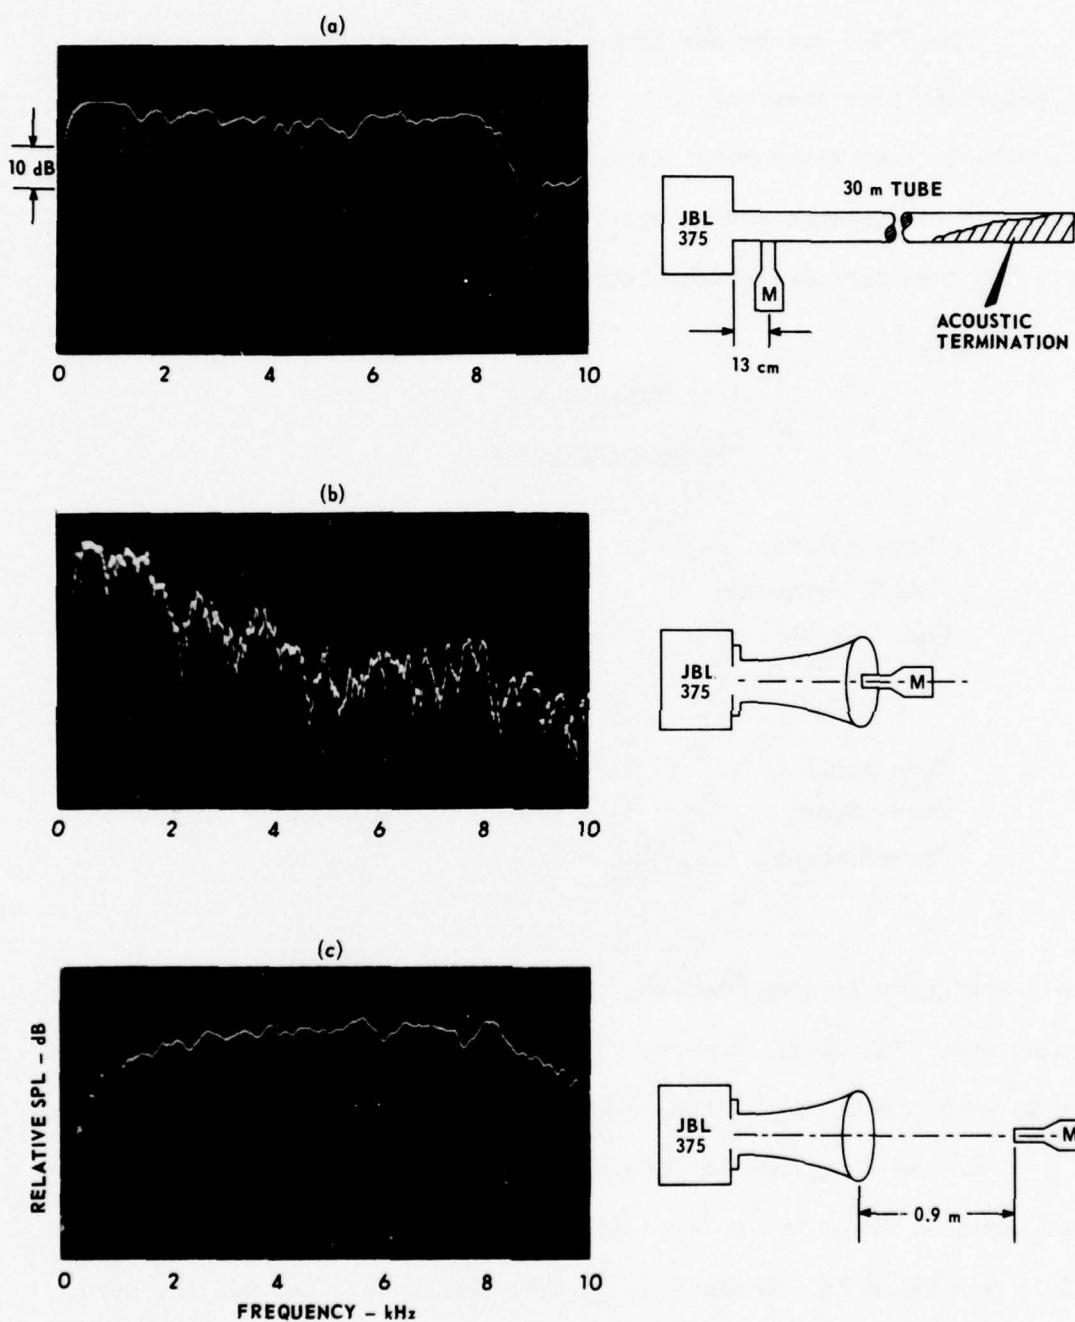 (a)
10 dB
0 2 4 6 8 10
JBL
375
30 m TUBE
M
13 cm
ACOUSTIC
TERMINATION
(b)
0 2 4 6 8 10
JBL
375
M
(c)
RELATIVE SPL – dB
0 2 4 6 8 10
FREQUENCY – kHz
JBL
375
M
0.9 m